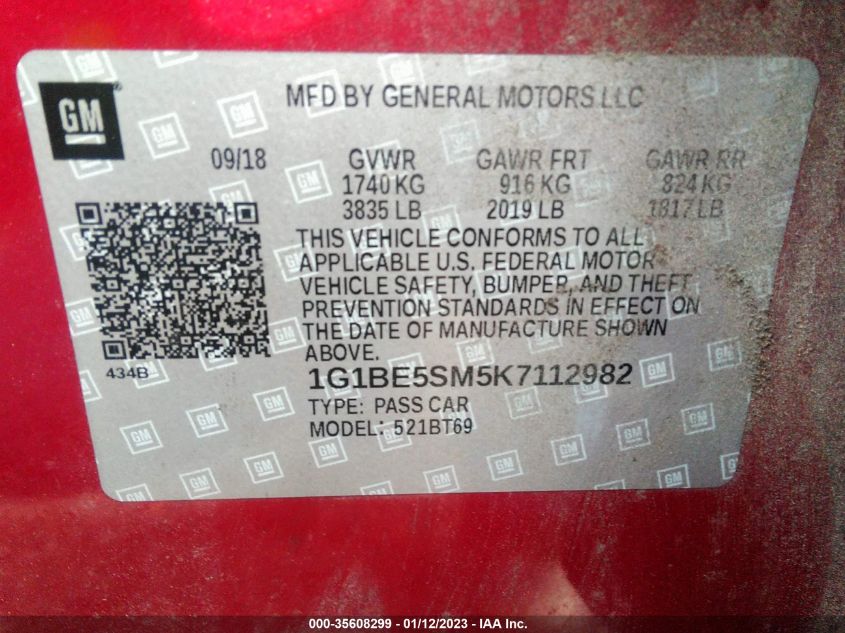 GM
MFD BY GENERAL MOTORS LLC
09/18 GVWR GAWR FRT GAWR RR
1740 KG 916 KG 824 KG
3835 LB 2019 LB 1817 LB
THIS VEHICLE CONFORMS TO ALL
APPLICABLE U.S. FEDERAL MOTOR
VEHICLE SAFETY, BUMPER, AND THEFT
PREVENTION STANDARDS IN EFFECT ON
THE DATE OF MANUFACTURE SHOWN
ABOVE.
434B
1G1BE5SM5K7112982
TYPE: PASS CAR
MODEL: 521BT69
000-35608299 - 01/12/2023 - IAA Inc.